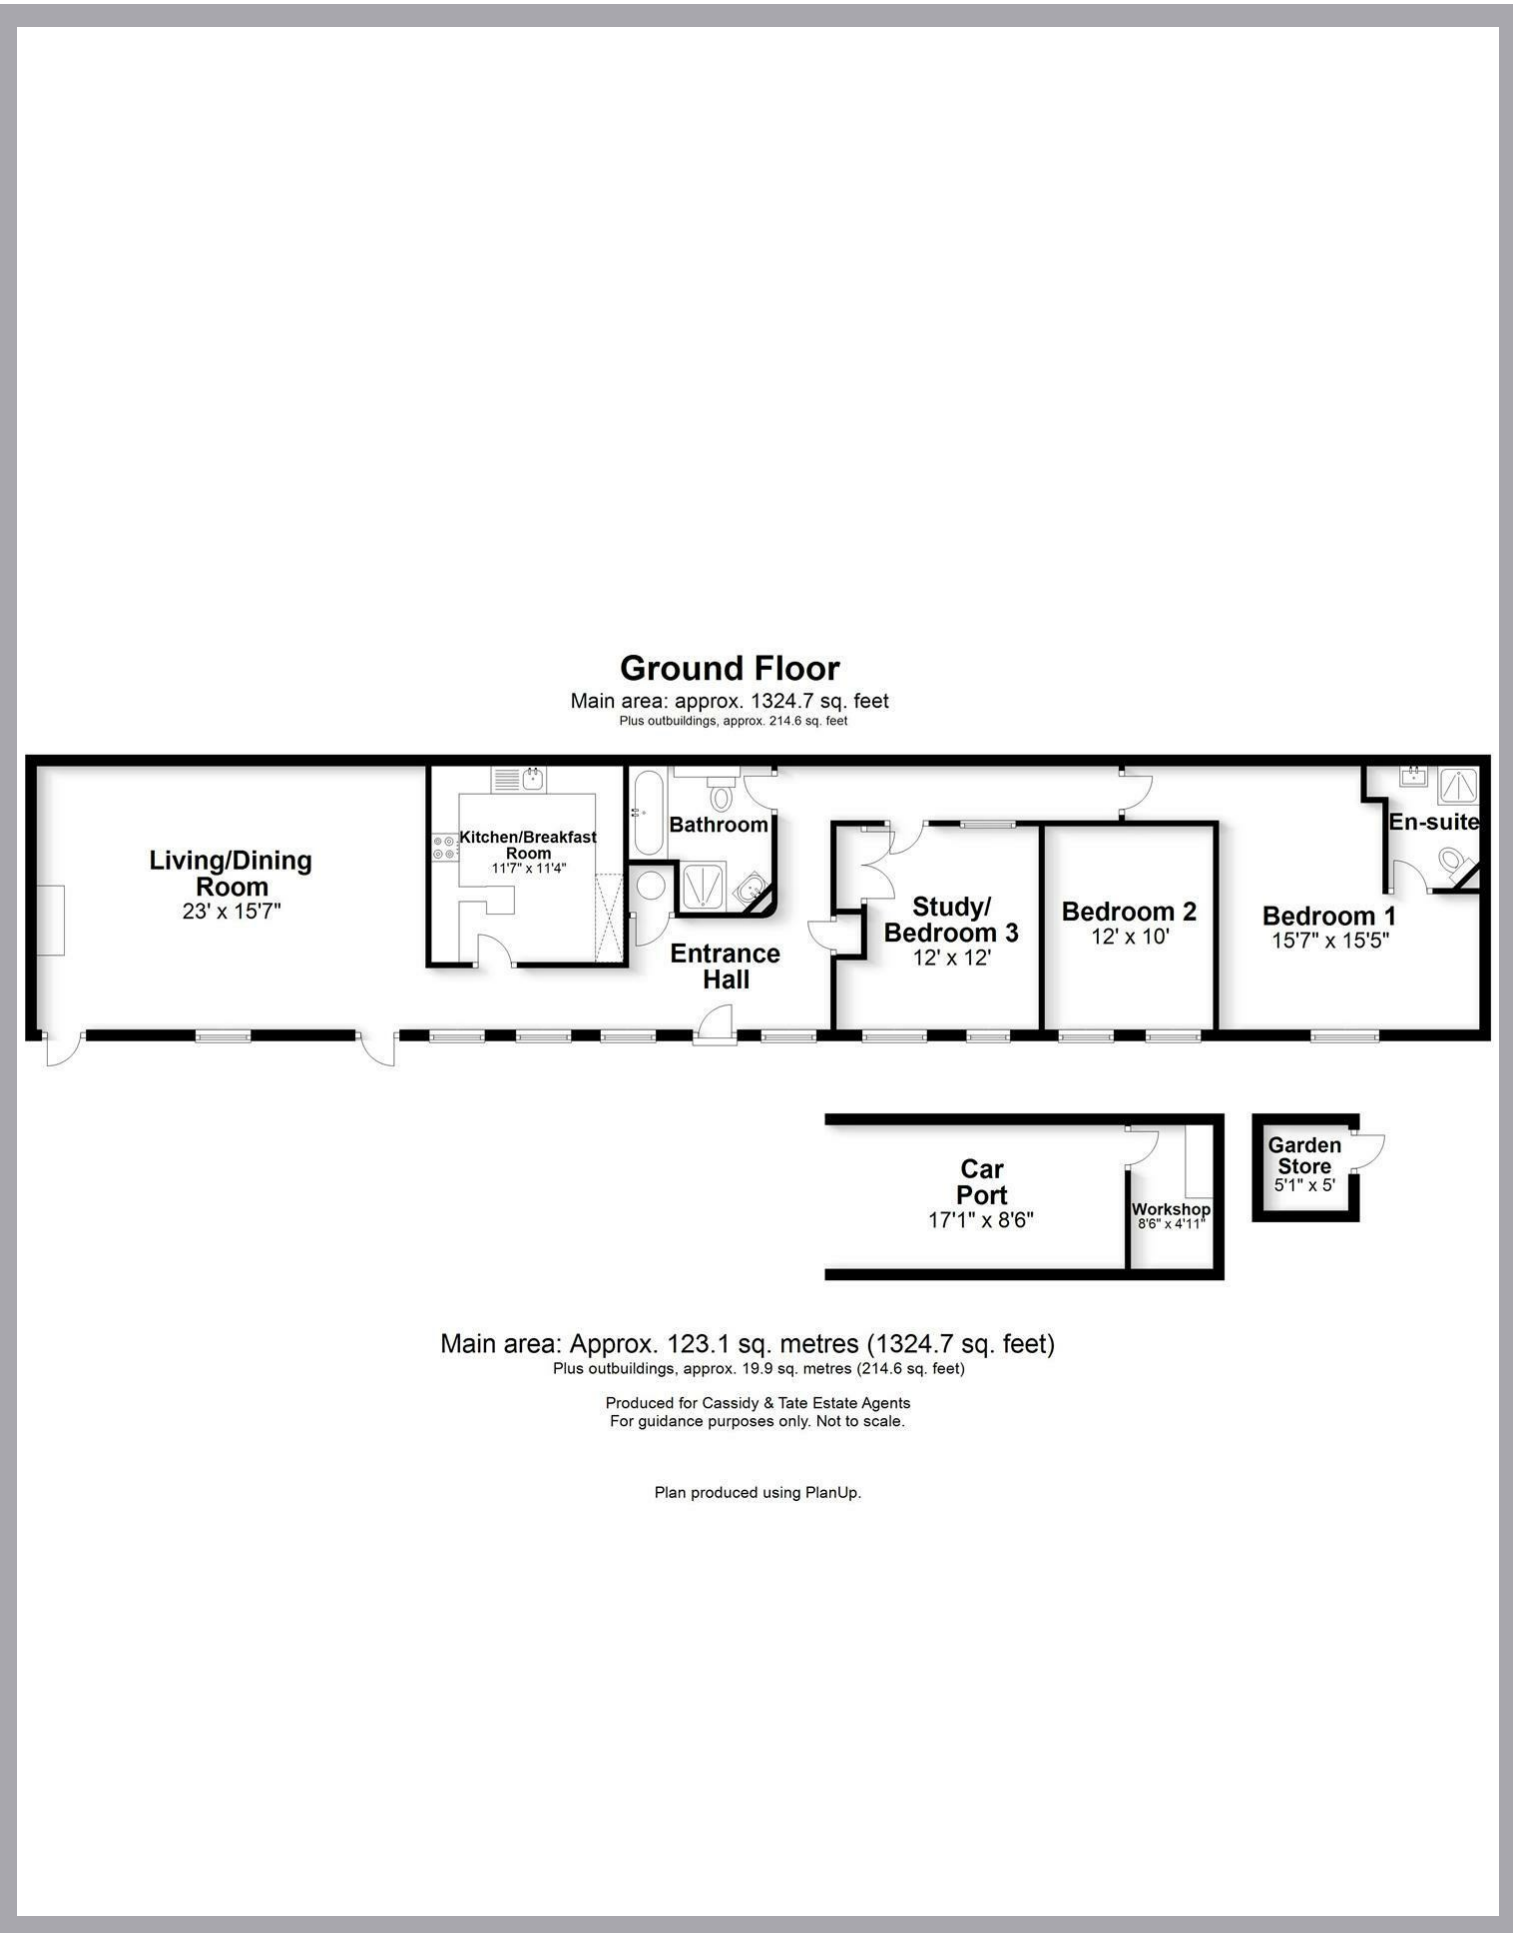 Ground Floor
Main area: approx. 1324.7 sq. feet
Plus outbuildings, approx. 214.6 sq. feet
Living/Dining
Room
23' x 15'7"
Kitchen/Breakfast
Room
11'7" x 11'4"
Bathroom
Entrance
Hall
Study/
Bedroom 3
12' x 12'
Bedroom 2
12' x 10'
Bedroom 1
15'7" x 15'5"
En-suite
Car
Port
17'1" x 8'6"
Workshop
8'6" x 4'11"
Garden
Store
5'1" x 5'
Main area: Approx. 123.1 sq. metres (1324.7 sq. feet)
Plus outbuildings, approx. 19.9 sq. metres (214.6 sq. feet)
Produced for Cassidy & Tate Estate Agents
For guidance purposes only. Not to scale.
Plan produced using PlanUp.